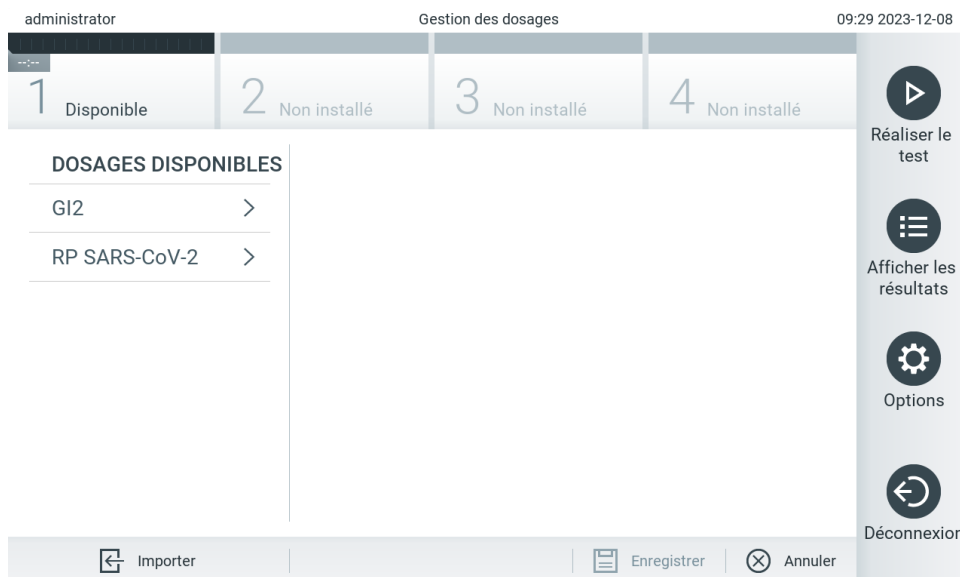 administrator
Gestion des dosages
09:29 2023-12-08
--:--
1 Disponible
2 Non installé
3 Non installé
4 Non installé
Réaliser le
test
DOSAGES DISPONIBLES
GI2
RP SARS-CoV-2
Afficher les
résultats
Options
Déconnexion
Importer
Enregistrer
Annuler